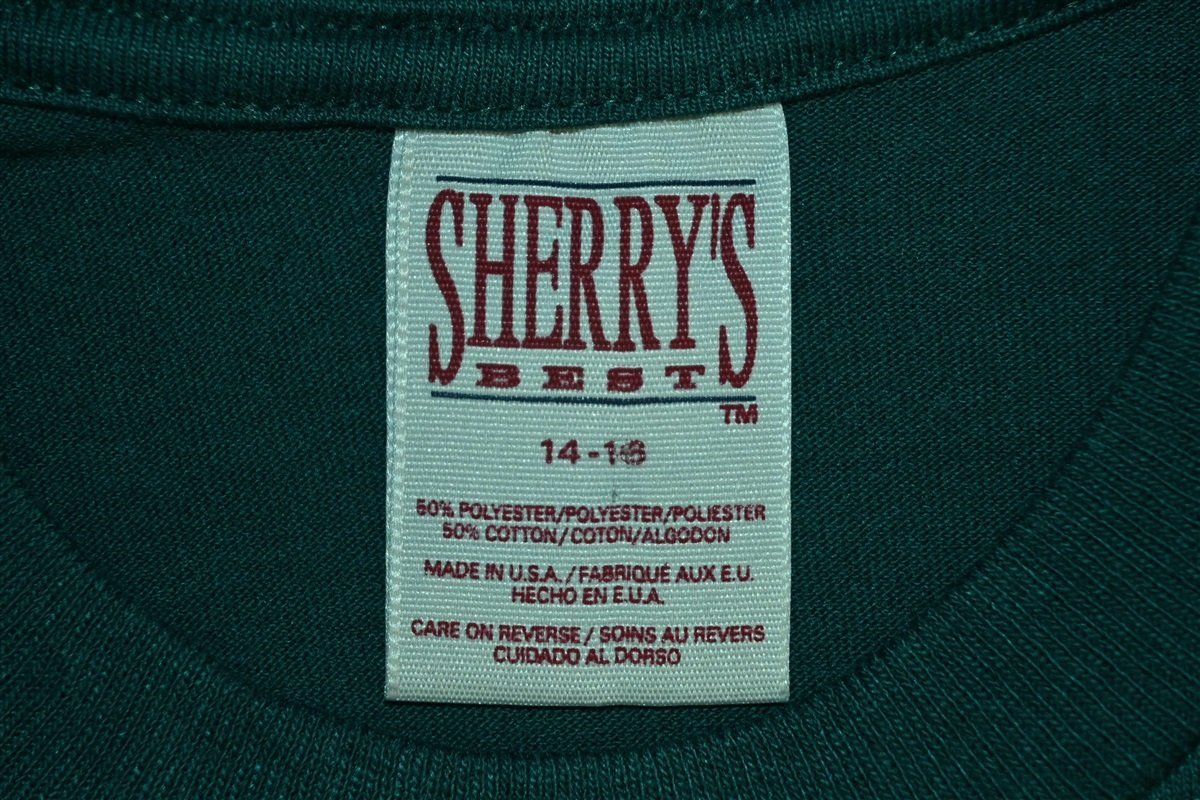 SHERRY'S
BEST
TM
14-16
50% POLYESTER/POLYESTER/POLIESTER
50% COTTON/COTON/ALGODON
MADE IN U.S.A./FABRIQUÉ AUX E.U.
HECHO EN E.U.A.
CARE ON REVERSE/SOINS AU REVERS
CUIDADO AL DORSO